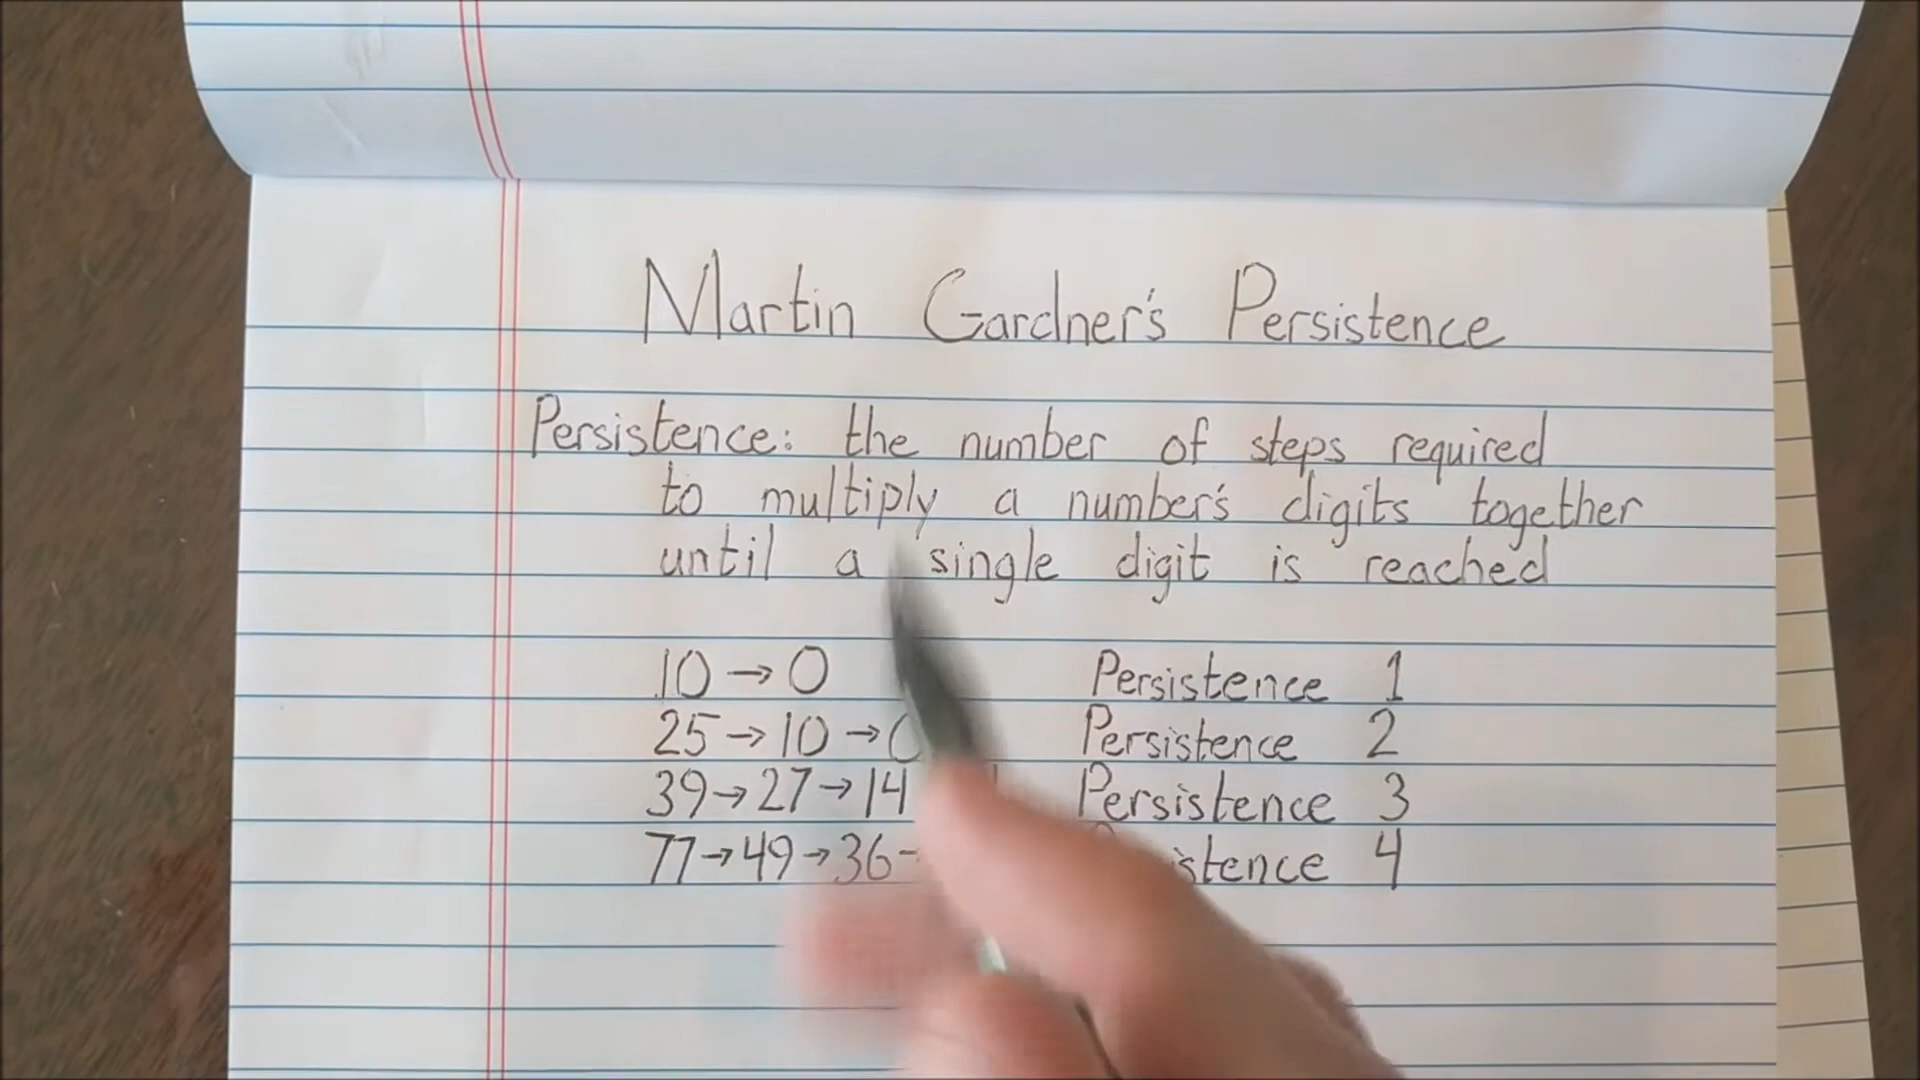 Martin Gardner's Persistence
Persistence: the number of steps required
to multiply a number's digits together
until a single digit is reached
10→0 Persistence 1
25→10→0 Persistence 2
39→27→14 Persistence 3
77→49→36→ 4